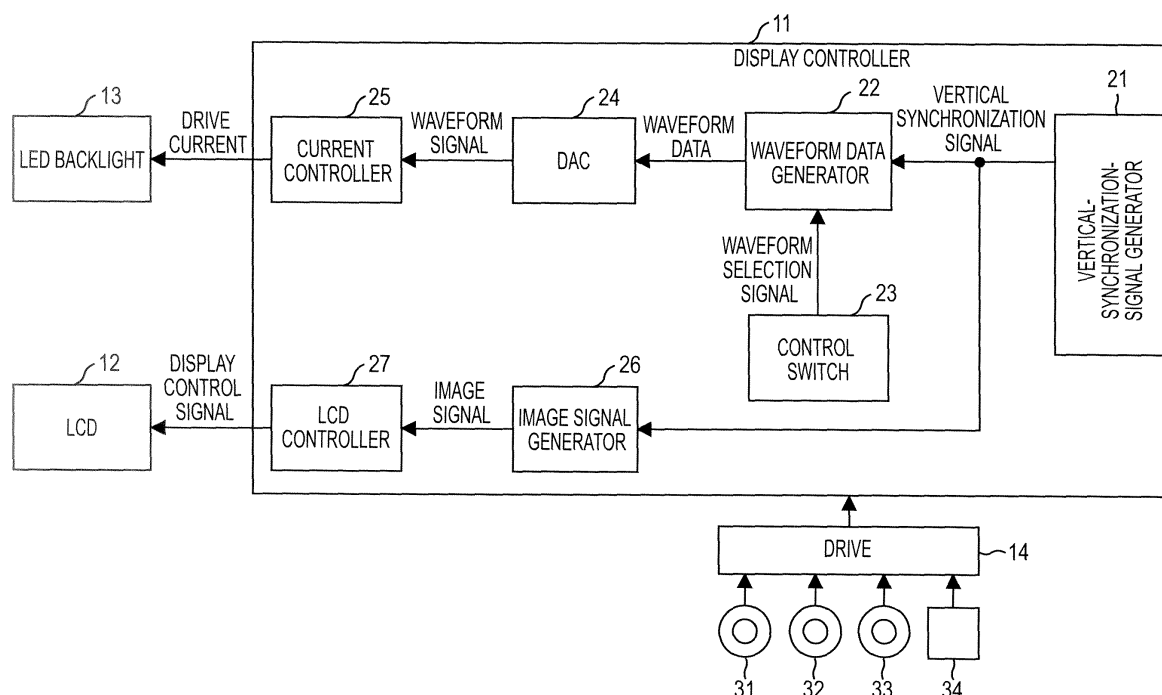 11
DISPLAY CONTROLLER
13
LED BACKLIGHT
DRIVE
CURRENT
25
CURRENT
CONTROLLER
WAVEFORM
SIGNAL
24
DAC
WAVEFORM
DATA
22
WAVEFORM DATA
GENERATOR
VERTICAL
SYNCHRONIZATION
SIGNAL
21
VERTICAL-
SYNCHRONIZATION-
SIGNAL GENERATOR
WAVEFORM
SELECTION
SIGNAL
23
CONTROL
SWITCH
12
LCD
DISPLAY
CONTROL
SIGNAL
27
LCD
CONTROLLER
IMAGE
SIGNAL
26
IMAGE SIGNAL
GENERATOR
DRIVE
14
31
32
33
34